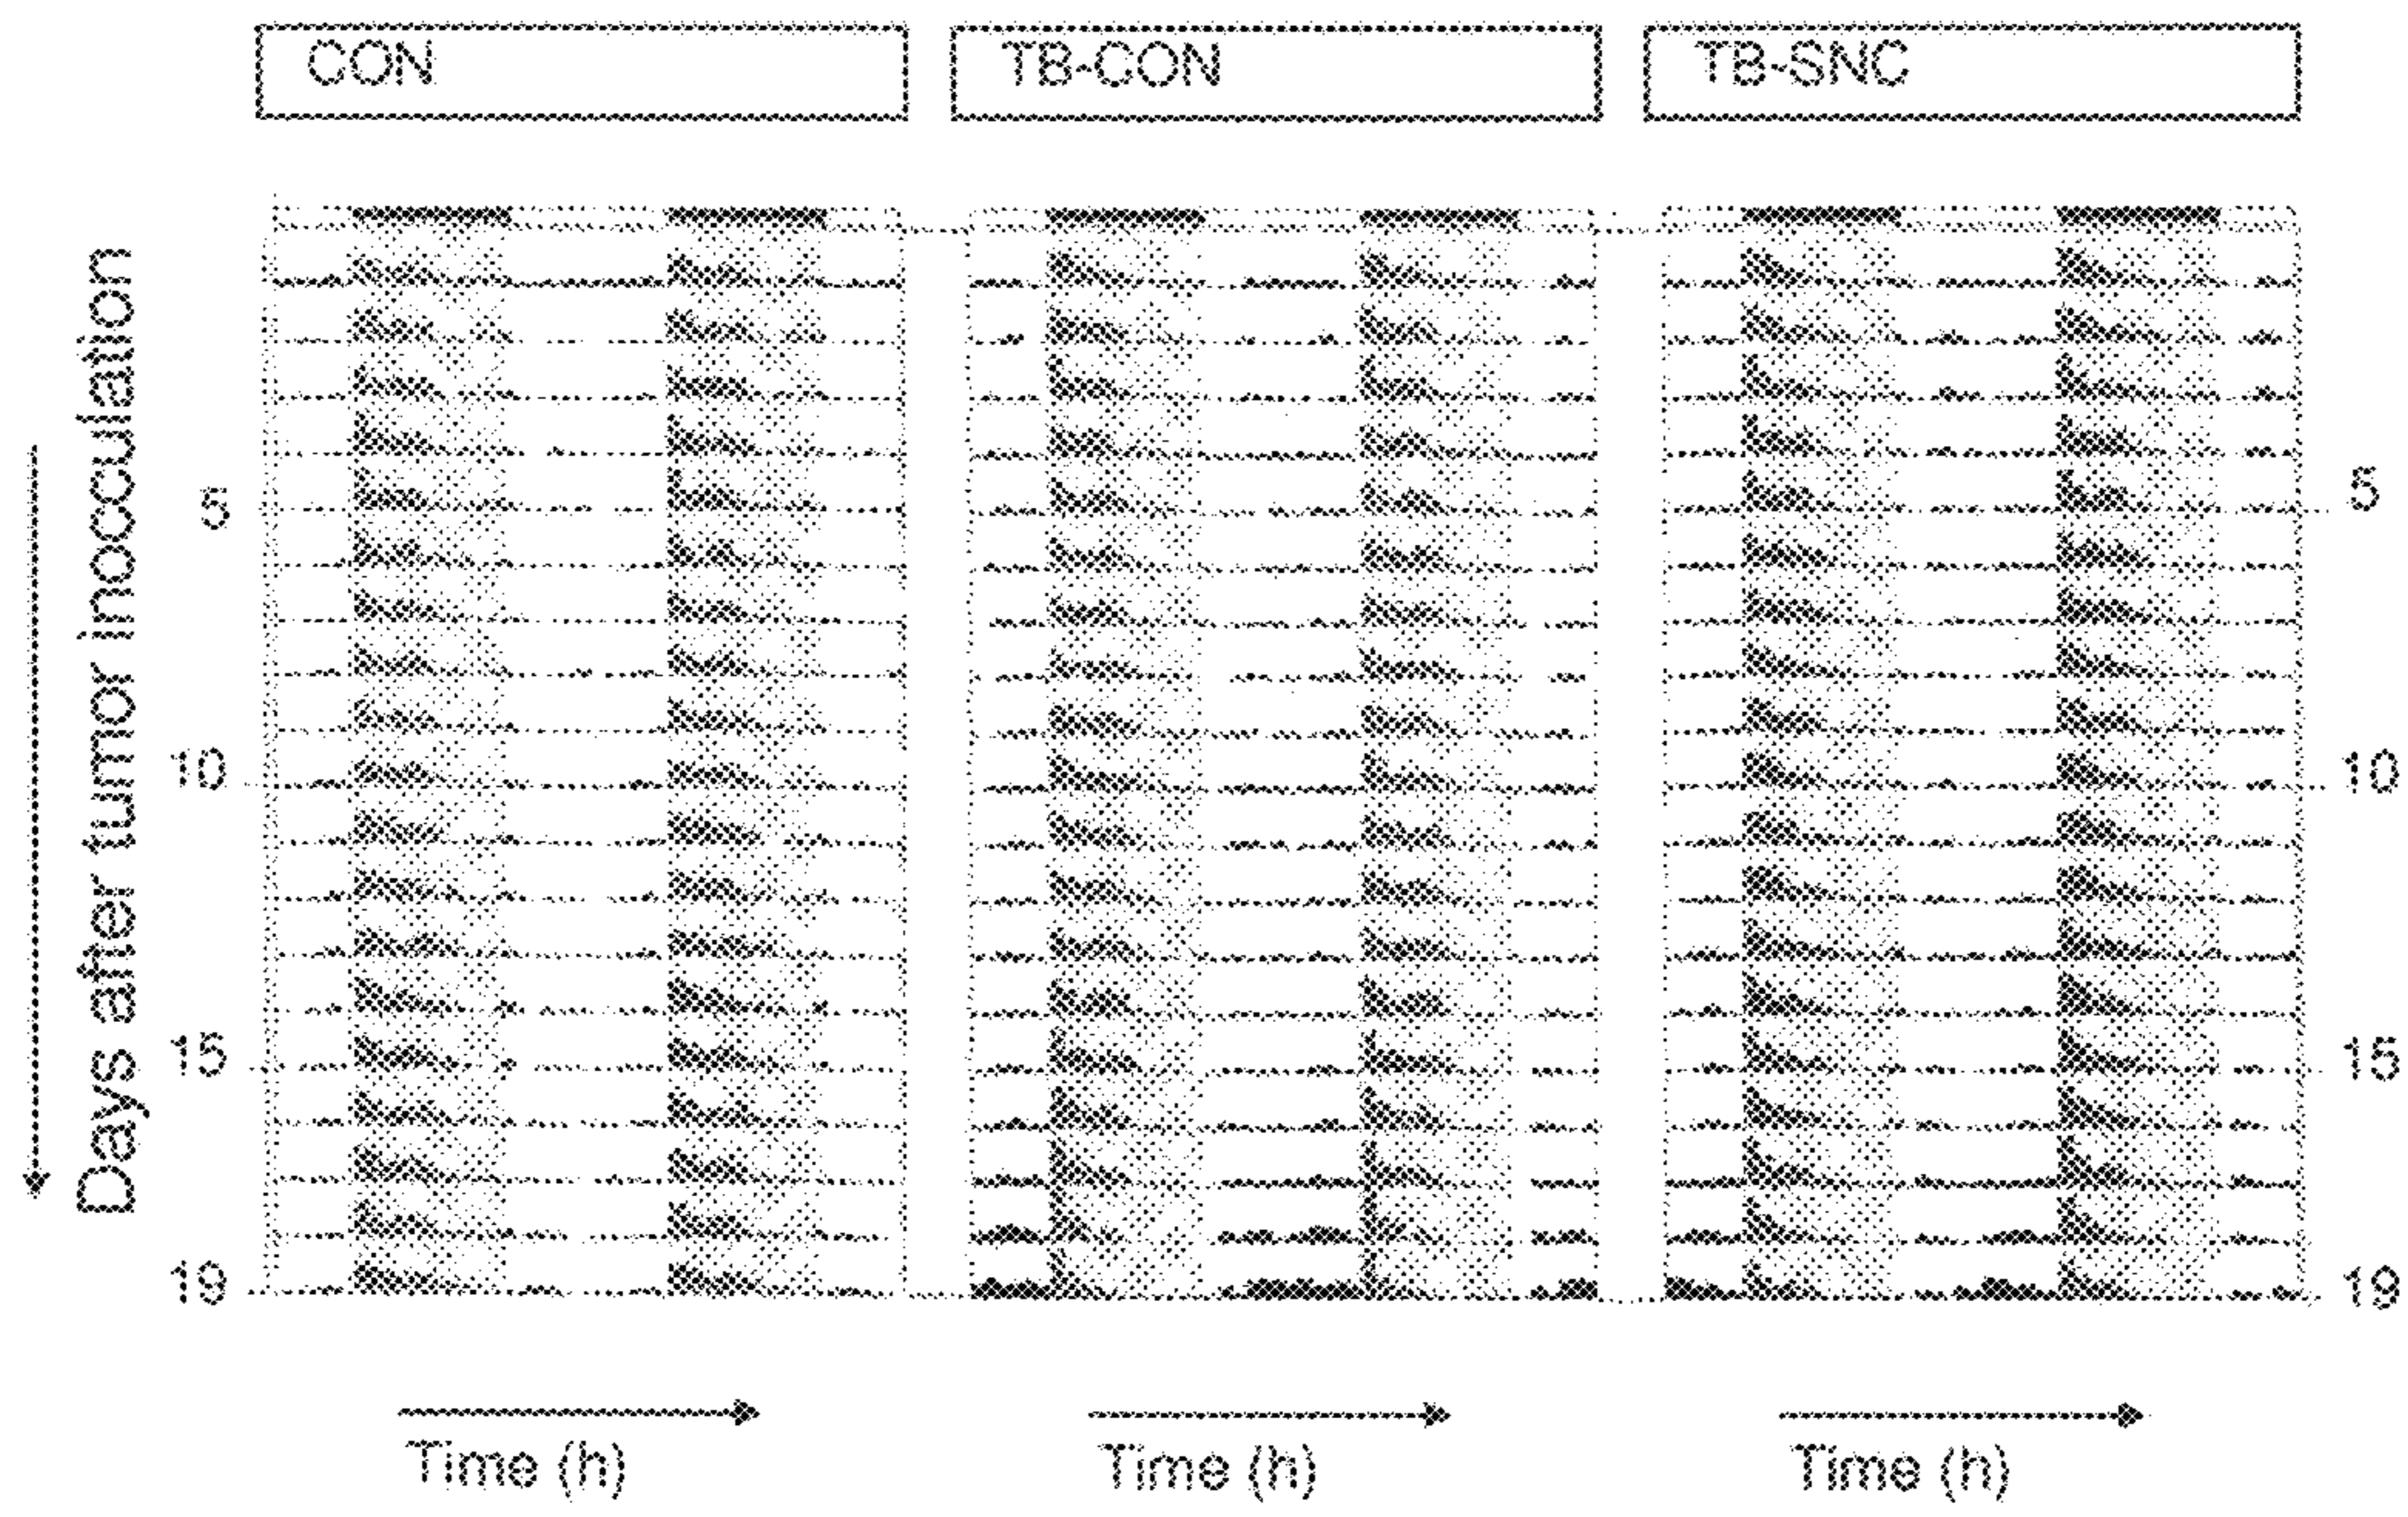 CON
TB-CON
TB-SNC
Days after tumor inocculation
5
10
15
19
5
10
15
19
Time (h)
Time (h)
Time (h)